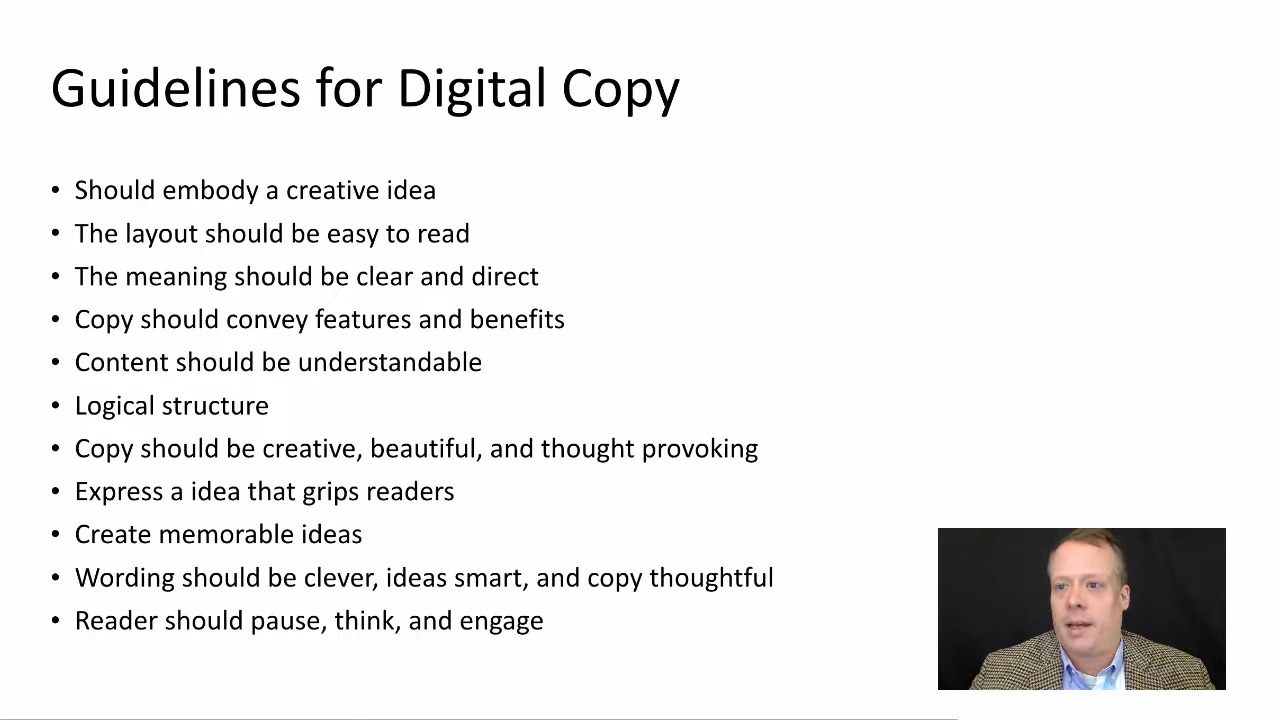 Guidelines for Digital Copy
• Should embody a creative idea
• The layout should be easy to read
• The meaning should be clear and direct
• Copy should convey features and benefits
• Content should be understandable
• Logical structure
• Copy should be creative, beautiful, and thought provoking
• Express a idea that grips readers
• Create memorable ideas
• Wording should be clever, ideas smart, and copy thoughtful
• Reader should pause, think, and engage